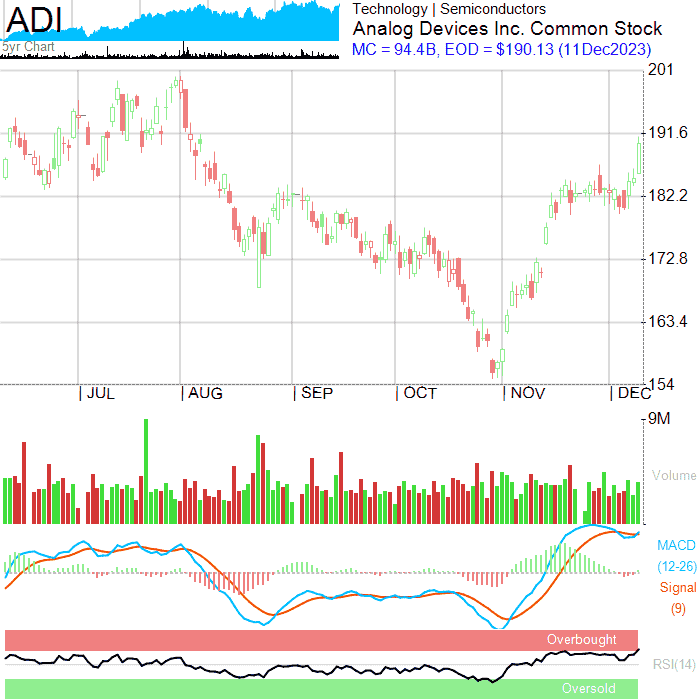 ADI
5yr Chart
Technology | Semiconductors
Analog Devices Inc. Common Stock
MC = 94.4B, EOD = $190.13 (11Dec2023)
201
191.6
182.2
172.8
163.4
154
| JUL | AUG | SEP | OCT | NOV | DEC
9M
Volume
MACD
(12-26)
Signal
(9)
Overbought
RSI(14)
Oversold